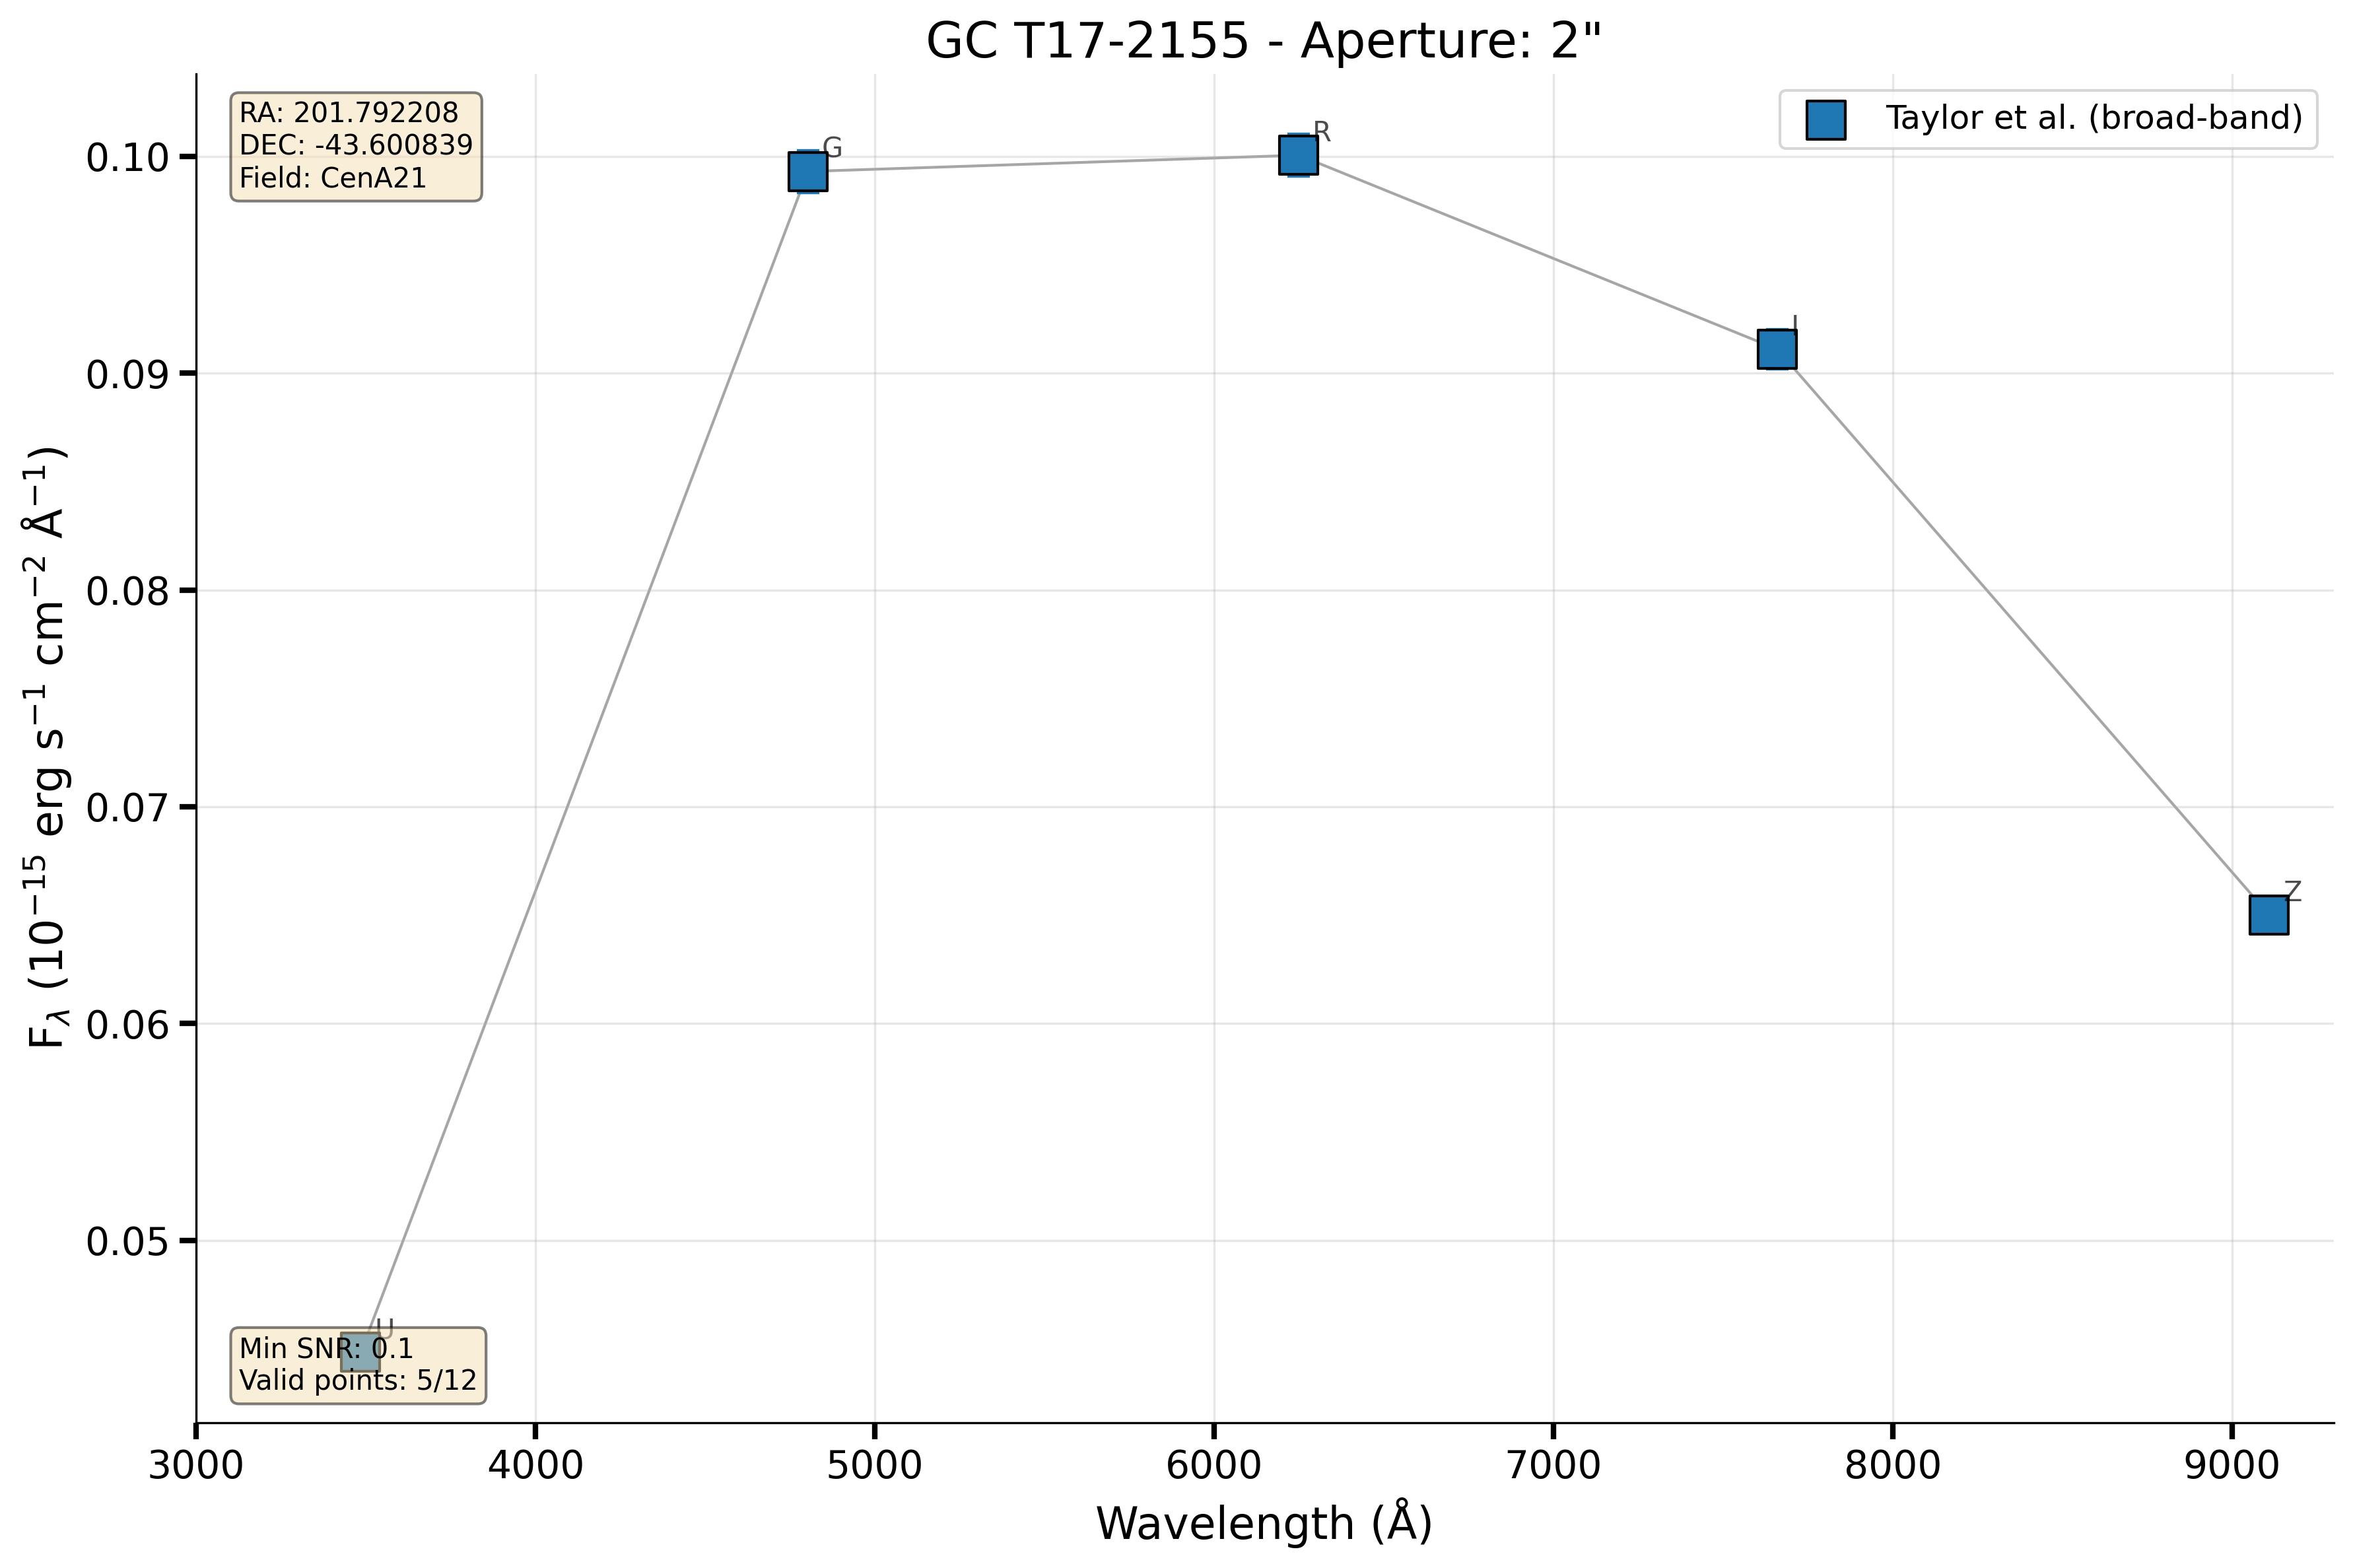 GC T17-2155 - Aperture: 2"
RA: 201.792208
DEC: -43.600839
Field: CenA21
Taylor et al. (broad-band)
G
R
I
Z
U
Min SNR: 0.1
Valid points: 5/12
0.10
0.09
0.08
0.07
0.06
0.05
F_λ (10⁻¹⁵ erg s⁻¹ cm⁻² Å⁻¹)
3000 4000 5000 6000 7000 8000 9000
Wavelength (Å)